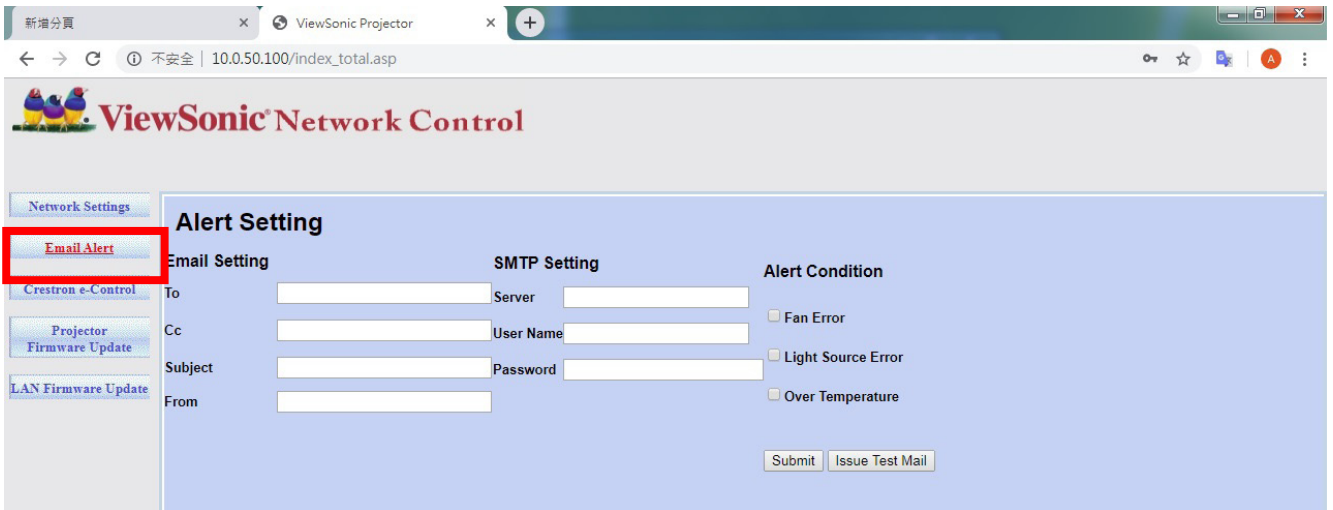 新增分頁
ViewSonic Projector
不安全 | 10.0.50.100/index_total.asp
A
ViewSonic® Network Control
Network Settings
Email Alert
Crestron e-Control
Projector
Firmware Update
LAN Firmware Update
Alert Setting
Email Setting
To
Cc
Subject
From
SMTP Setting
Server
User Name
Password
Alert Condition
Fan Error
Light Source Error
Over Temperature
Submit
Issue Test Mail